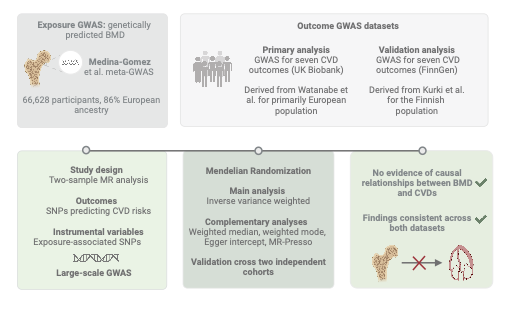 Exposure GWAS: genetically
predicted BMD
Medina-Gomez
et al. meta-GWAS
66,628 participants, 86% European
ancestry
Outcome GWAS datasets
Primary analysis
GWAS for seven CVD
outcomes (UK Biobank)
Derived from Watanabe et
al. for primarily European
population
Validation analysis
GWAS for seven CVD
outcomes (FinnGen)
Derived from Kurki et al.
for the Finnish
population
Study design
Two-sample MR analysis
Outcomes
SNPs predicting CVD risks
Instrumental variables
Exposure-associated SNPs
Large-scale GWAS
Mendelian Randomization
Main analysis
Inverse variance weighted
Complementary analyses
Weighted median, weighted mode,
Egger intercept, MR-Presso
Validation cross two independent
cohorts
No evidence of causal
relationships between BMD
and CVDs
Findings consistent across
both datasets